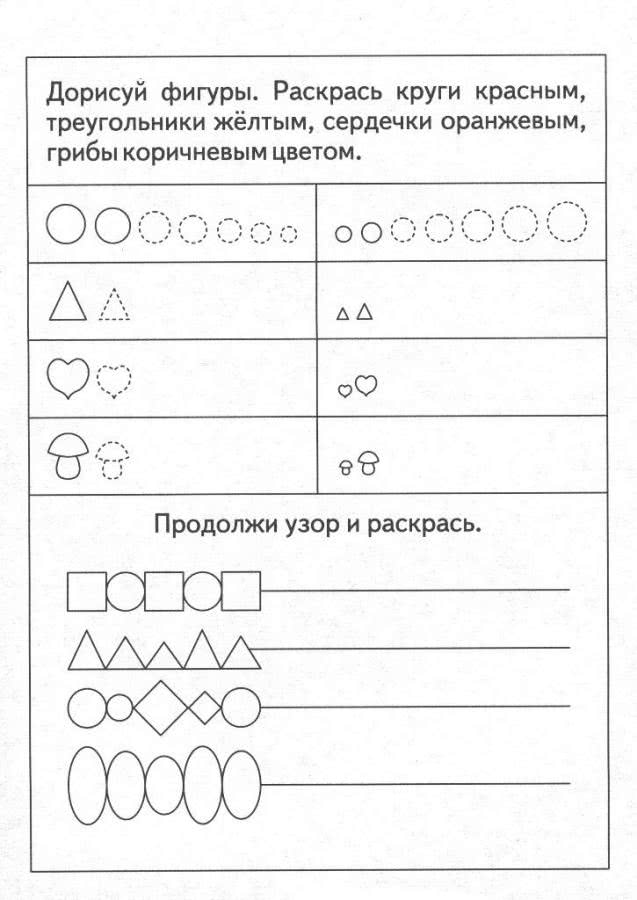 Дорисуй фигуры. Раскрась круги красным,
треугольники жёлтым, сердечки оранжевым,
грибы коричневым цветом.
Продолжи узор и раскрась.